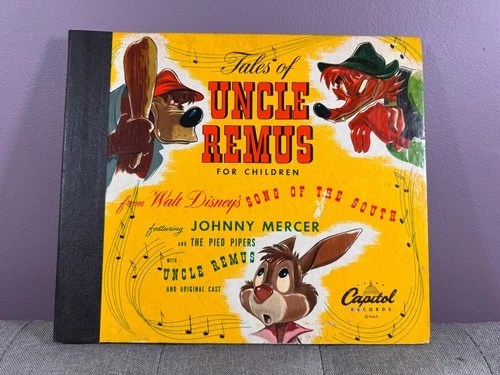 Tales of
UNCLE
REMUS
FOR CHILDREN
from Walt Disney's SONG OF THE SOUTH
featuring JOHNNY MERCER
AND THE PIED PIPERS
WITH UNCLE REMUS
AND ORIGINAL CAST
Capitol
RECORDS